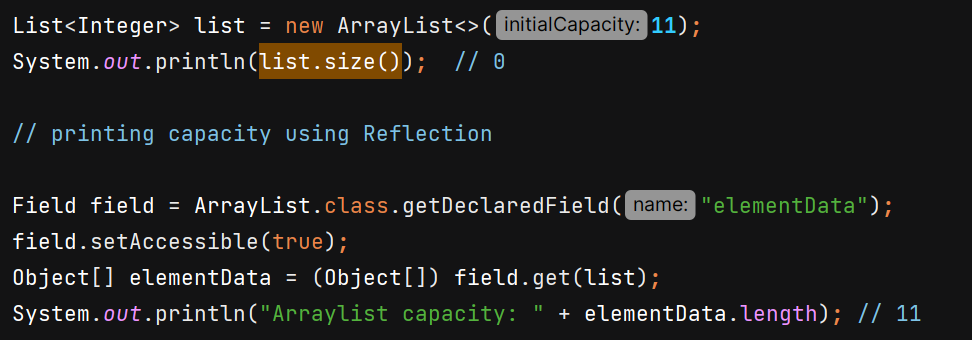 List<Integer> list = new ArrayList<>( initialCapacity: 11);
System.out.println(list.size());  // 0
// printing capacity using Reflection
Field field = ArrayList.class.getDeclaredField( name: "elementData");
field.setAccessible(true);
Object[] elementData = (Object[]) field.get(list);
System.out.println("Arraylist capacity: " + elementData.length); // 11